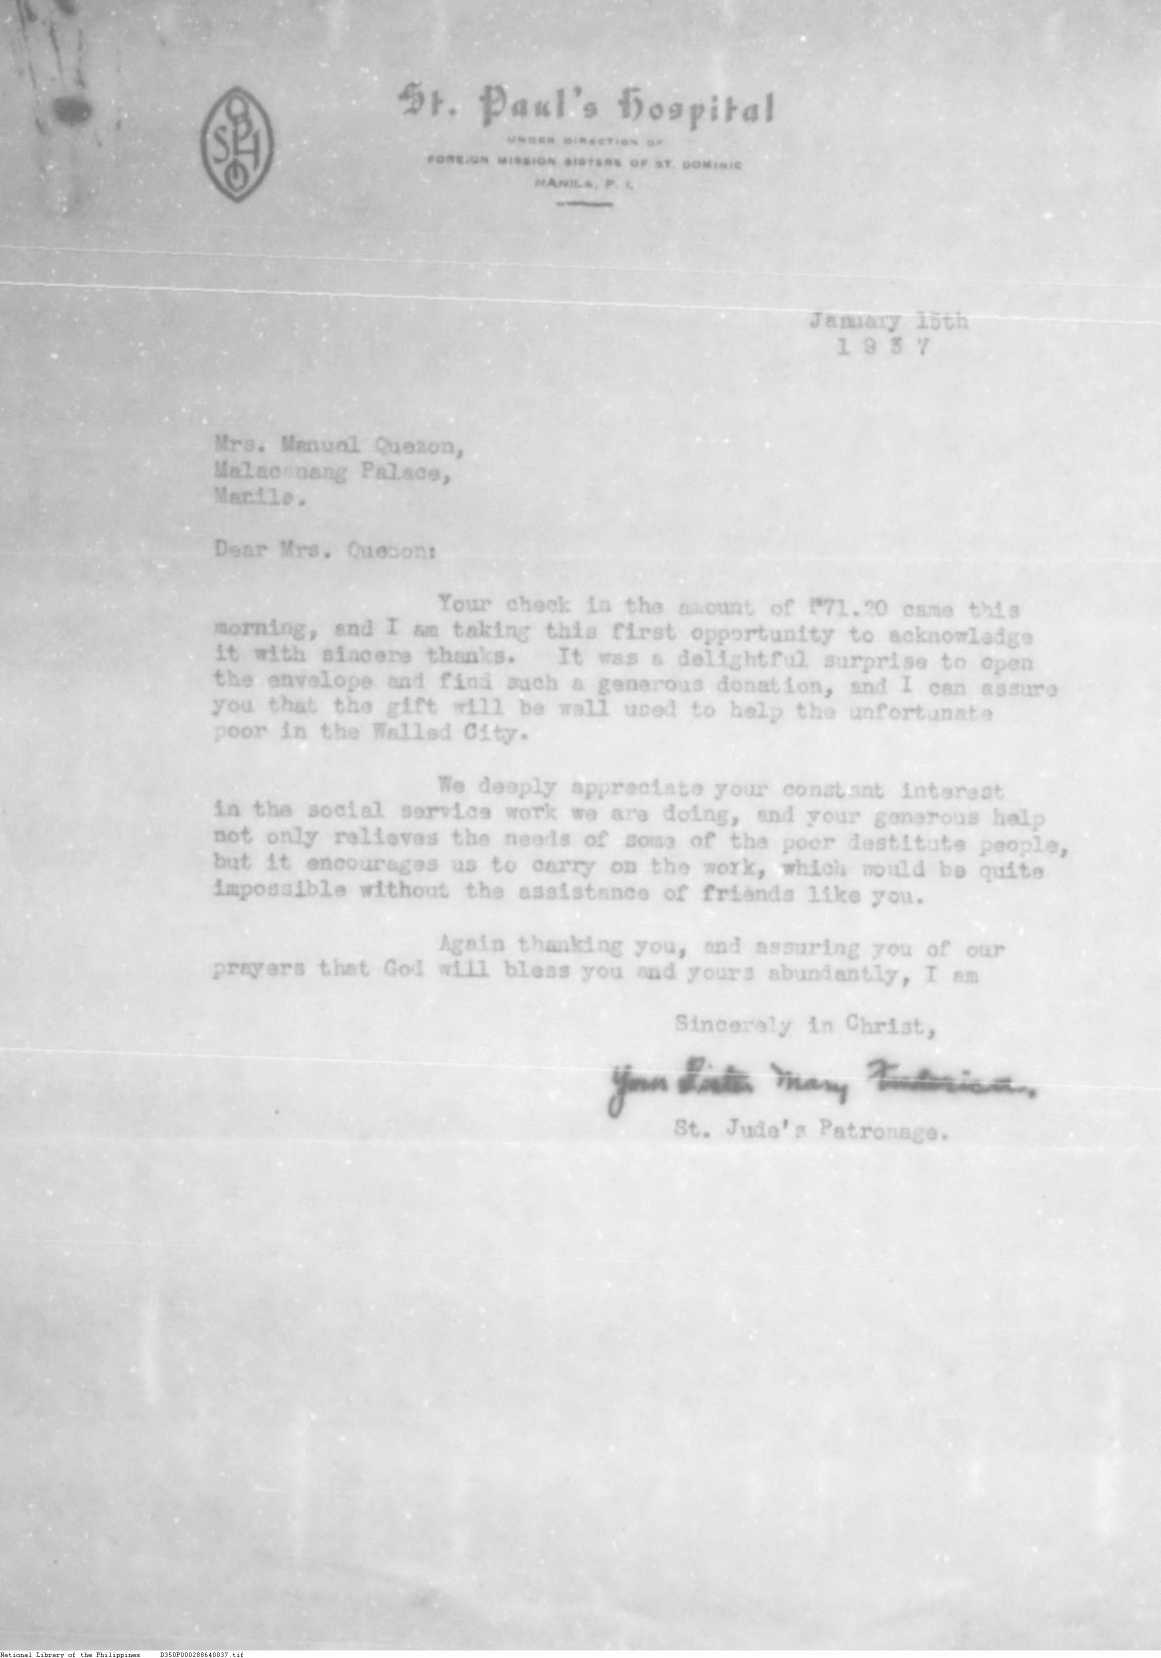 St. Paul's Hospital
UNDER DIRECTION OF
FOREIGN MISSION SISTERS OF ST. DOMINIC
MANILA, P. I.
January 15th
1 9 3 7
Mrs. Manuel Quezon,
Malacanang Palace,
Manila.
Dear Mrs. Quezon:
Your check in the amount of ₱71.20 came this
morning, and I am taking this first opportunity to acknowledge
it with sincere thanks. It was a delightful surprise to open
the envelope and find such a generous donation, and I can assure
you that the gift will be well used to help the unfortunate
poor in the Walled City.
We deeply appreciate your constant interest
in the social service work we are doing, and your generous help
not only relieves the needs of some of the poor destitute people,
but it encourages us to carry on the work, which would be quite
impossible without the assistance of friends like you.
Again thanking you, and assuring you of our
prayers that God will bless you and yours abundantly, I am
Sincerely in Christ,
Sister Mary
St. Jude's Patronage.
National Library of the Philippines D350P000288640837.tif